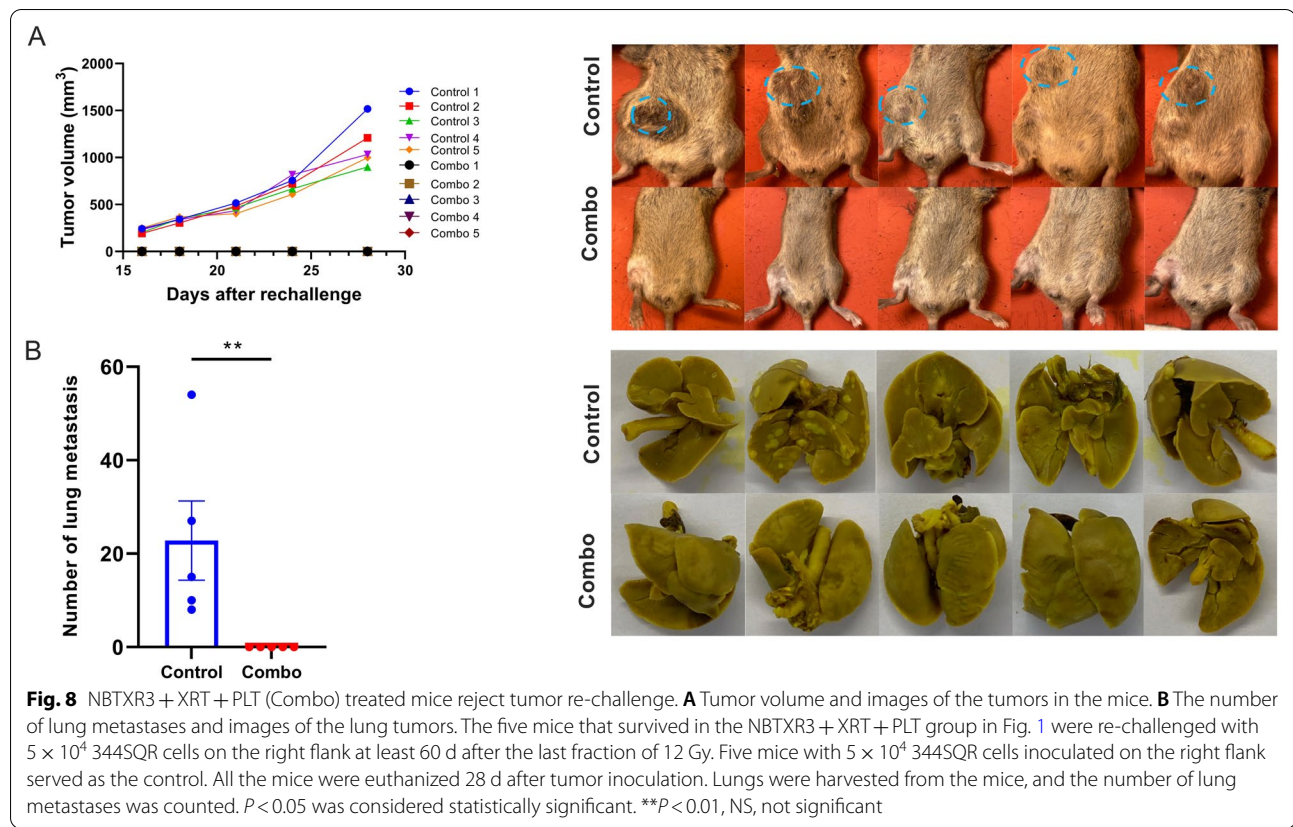 A
Tumor volume (mm³)
2000
1500
1000
500
0
15
20
25
30
Days after rechallenge
Control 1
Control 2
Control 3
Control 4
Control 5
Combo 1
Combo 2
Combo 3
Combo 4
Combo 5
Control
Combo
B
Number of lung metastasis
60
40
20
0
**
Control
Combo
Control
Combo
Fig. 8 NBTXR3 + XRT + PLT (Combo) treated mice reject tumor re-challenge. A Tumor volume and images of the tumors in the mice. B The number
of lung metastases and images of the lung tumors. The five mice that survived in the NBTXR3 + XRT + PLT group in Fig. 1 were re-challenged with
5 × 10⁴ 344SQR cells on the right flank at least 60 d after the last fraction of 12 Gy. Five mice with 5 × 10⁴ 344SQR cells inoculated on the right flank
served as the control. All the mice were euthanized 28 d after tumor inoculation. Lungs were harvested from the mice, and the number of lung
metastases was counted. P < 0.05 was considered statistically significant. **P < 0.01, NS, not significant